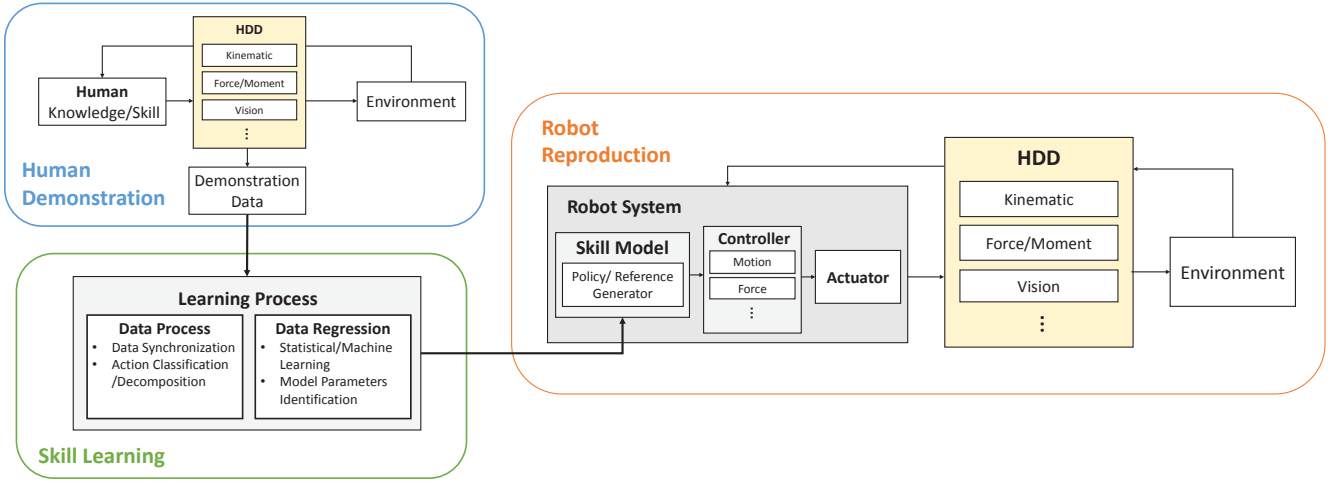 HDD
Kinematic
Force/Moment
Vision
⋮
Human
Knowledge/Skill
Environment
Human
Demonstration
Demonstration
Data
Learning Process
Data Process
• Data Synchronization
• Action Classification
/Decomposition
Data Regression
• Statistical/Machine
Learning
• Model Parameters
Identification
Skill Learning
Robot
Reproduction
Robot System
Skill Model
Policy/ Reference
Generator
Controller
Motion
Force
⋮
Actuator
HDD
Kinematic
Force/Moment
Vision
⋮
Environment